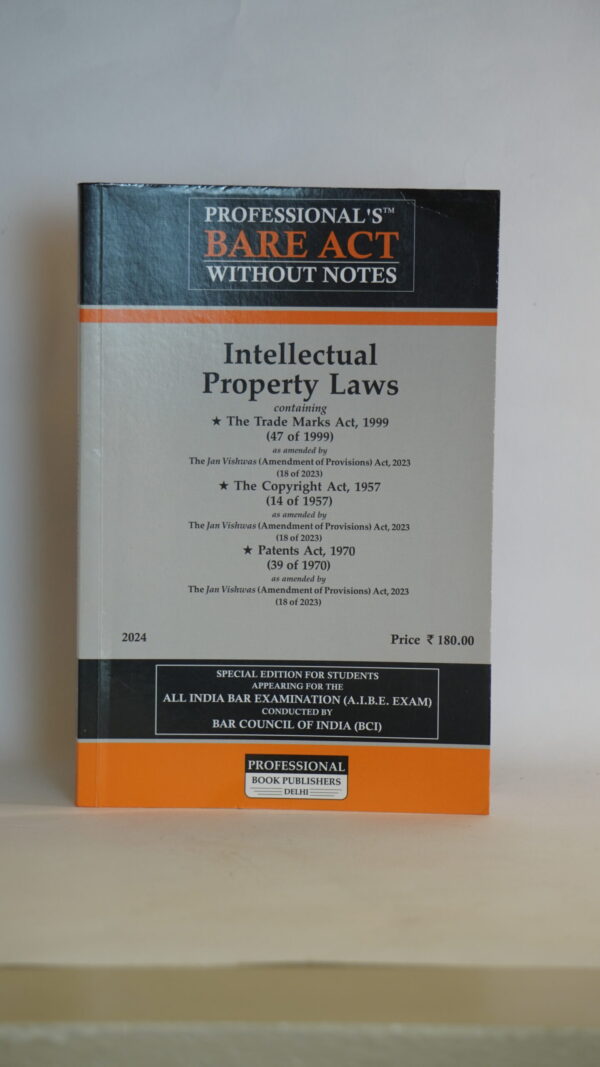 PROFESSIONAL'S™
BARE ACT
WITHOUT NOTES
Intellectual
Property Laws
containing
★ The Trade Marks Act, 1999
(47 of 1999)
as amended by
The Jan Vishwas (Amendment of Provisions) Act, 2023
(18 of 2023)
★ The Copyright Act, 1957
(14 of 1957)
as amended by
The Jan Vishwas (Amendment of Provisions) Act, 2023
(18 of 2023)
★ Patents Act, 1970
(39 of 1970)
as amended by
The Jan Vishwas (Amendment of Provisions) Act, 2023
(18 of 2023)
2024 Price ₹ 180.00
SPECIAL EDITION FOR STUDENTS
APPEARING FOR THE
ALL INDIA BAR EXAMINATION (A.I.B.E. EXAM)
CONDUCTED BY
BAR COUNCIL OF INDIA (BCI)
PROFESSIONAL
BOOK PUBLISHERS
DELHI